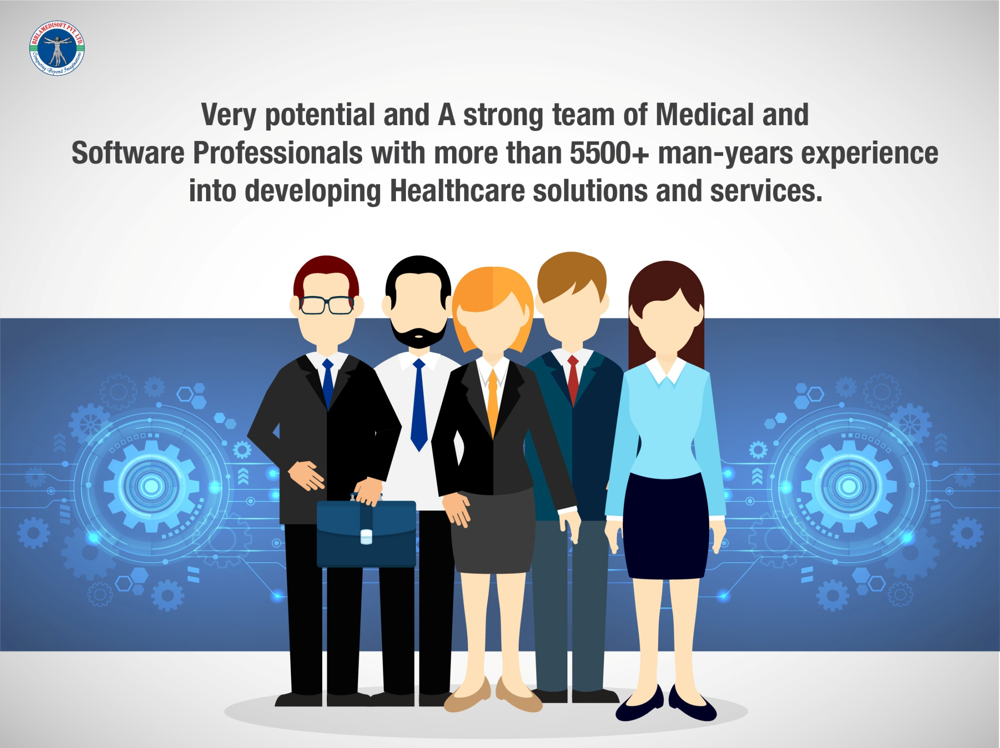 BIRLAMEDISOFT PVT. LTD.
Computing Beyond Imaginations
Very potential and A strong team of Medical and
Software Professionals with more than 5500+ man-years experience
into developing Healthcare solutions and services.